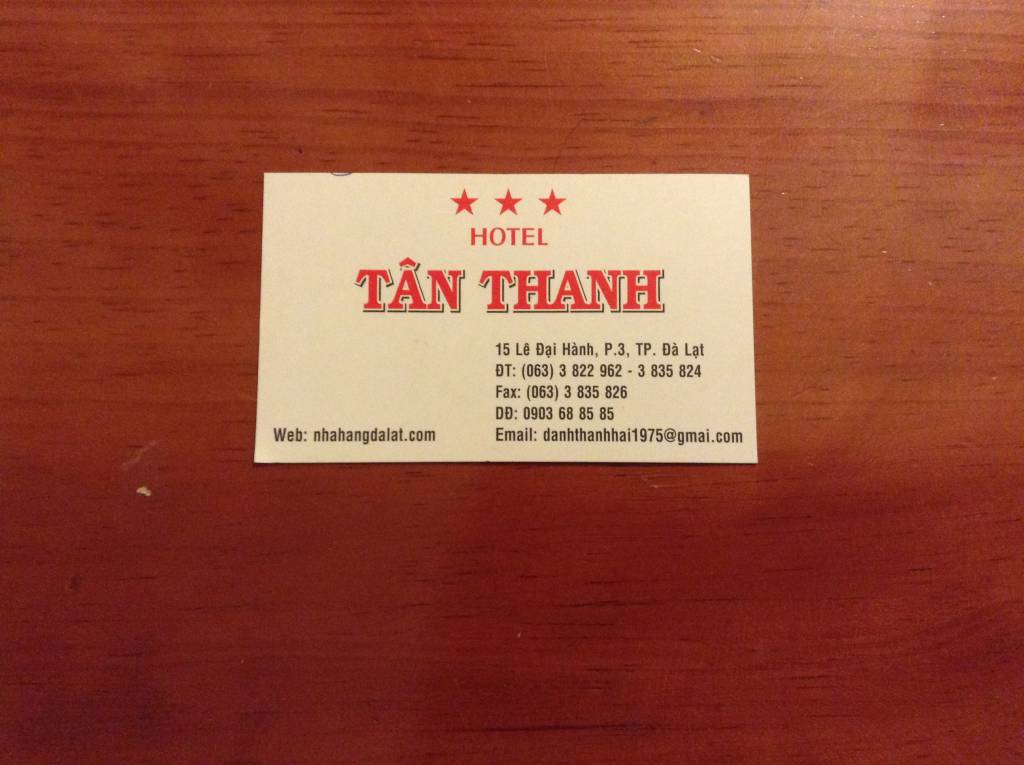 ★ ★ ★
HOTEL
TÂN THANH
15 Lê Đại Hành, P.3, TP. Đà Lạt
ĐT: (063) 3 822 962 - 3 835 824
Fax: (063) 3 835 826
DĐ: 0903 68 85 85
Web: nhahangdalat.com
Email: danhthanhhai1975@gmai.com